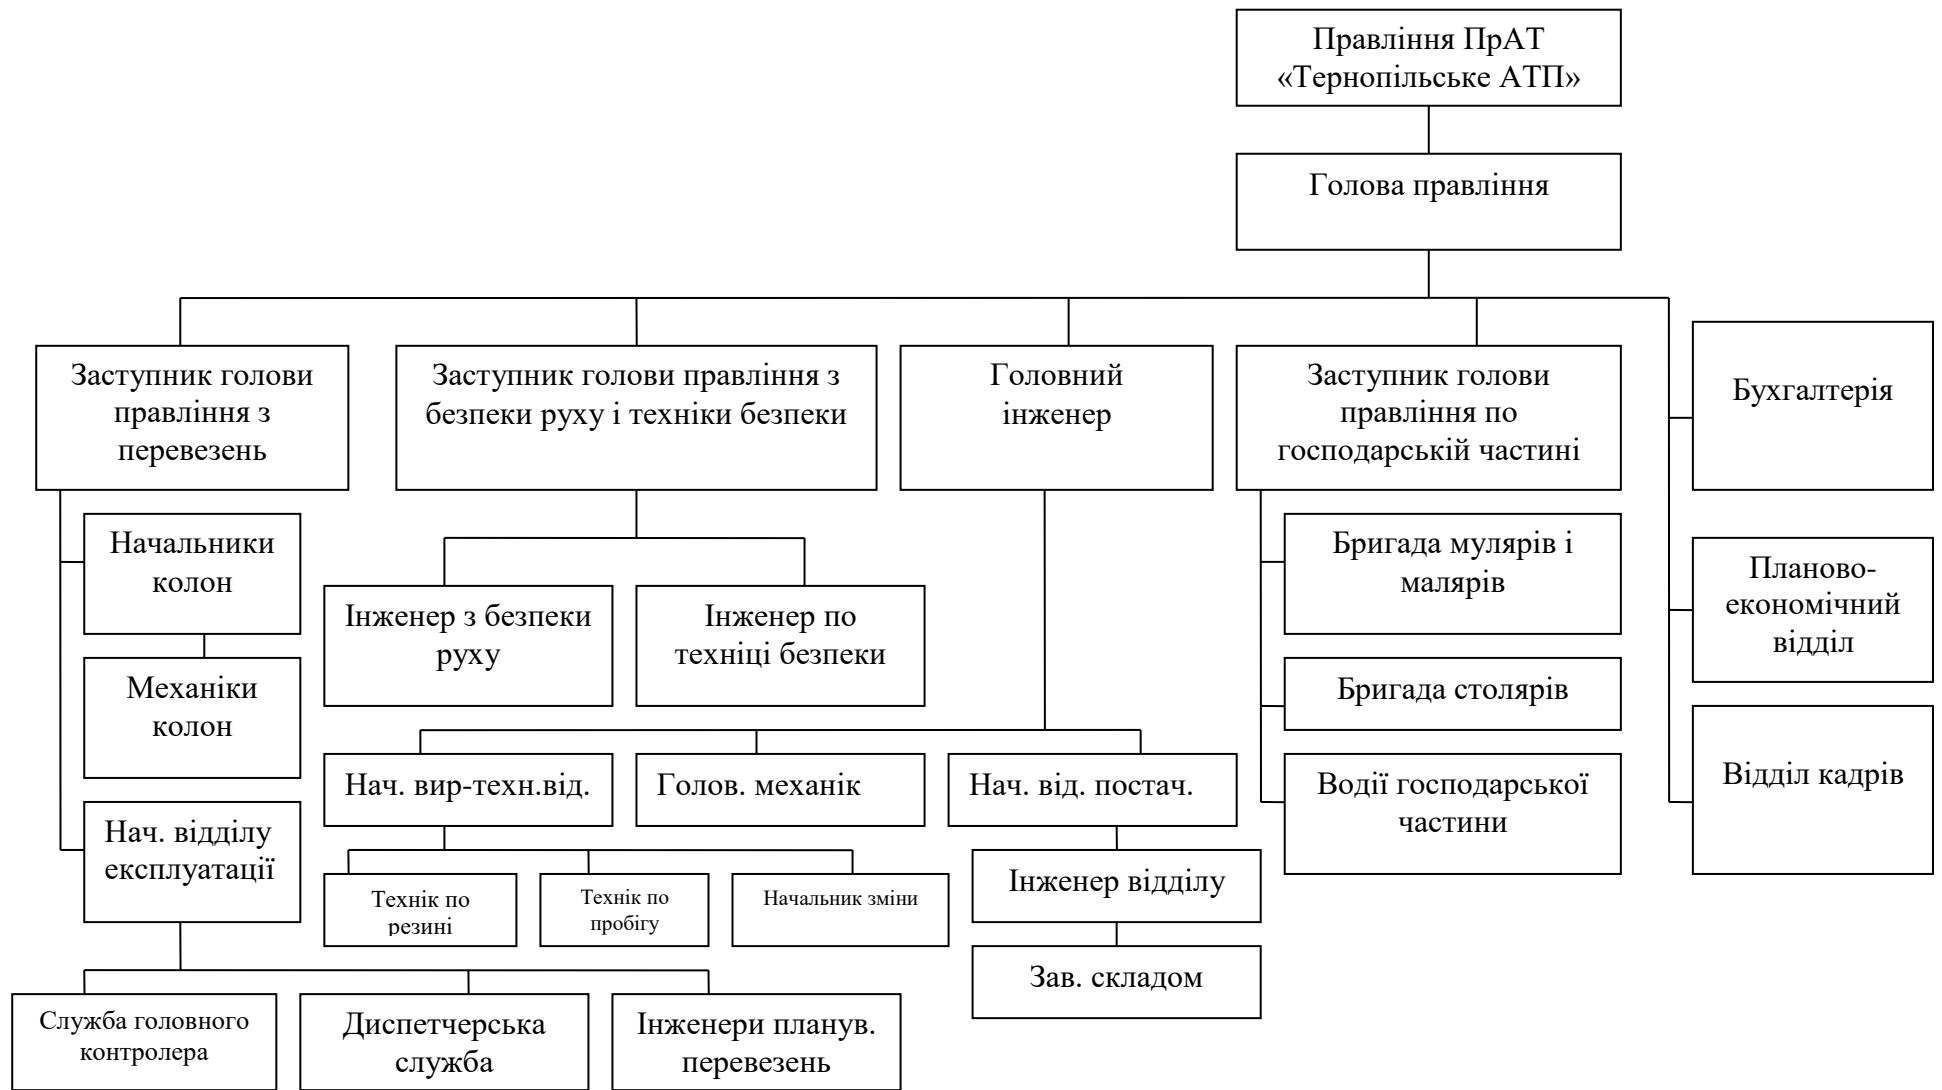 Правління ПрАТ
«Тернопільське АТП»
Голова правління
Заступник голови
правління з
перевезень
Заступник голови правління з
безпеки руху і техніки безпеки
Головний
інженер
Заступник голови
правління по
господарській частині
Бухгалтерія
Начальники
колон
Механіки
колон
Нач. відділу
експлуатації
Інженер з безпеки
руху
Інженер по
техніці безпеки
Бригада мулярів і
малярів
Бригада столярів
Водії господарської
частини
Планово-
економічний
відділ
Відділ кадрів
Нач. вир-техн.від.
Голов. механік
Нач. від. постач.
Технік по
резині
Технік по
пробігу
Начальник зміни
Інженер відділу
Зав. складом
Служба головного
контролера
Диспетчерська
служба
Інженери планув.
перевезень